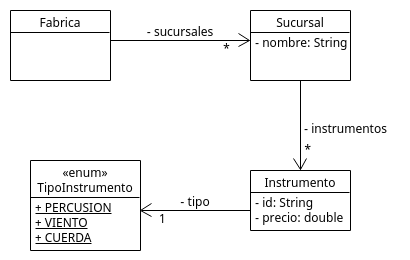 Fabrica
- sucursales
*
Sucursal
- nombre: String
- instrumentos
*
«enum»
TipoInstrumento
+ PERCUSION
+ VIENTO
+ CUERDA
- tipo
1
Instrumento
- id: String
- precio: double